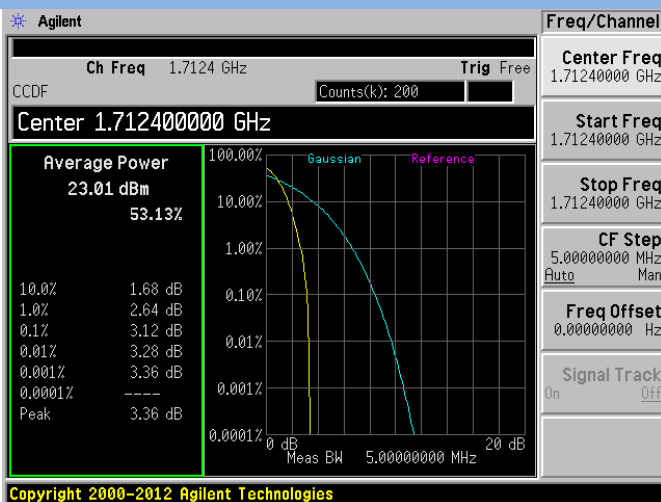 Agilent
Freq/Channel
Ch Freq 1.7124 GHz Trig Free
CCDF Counts(k): 200
Center 1.712400000 GHz
Average Power
23.01 dBm
53.13%
10.0% 1.68 dB
1.0% 2.64 dB
0.1% 3.12 dB
0.01% 3.28 dB
0.001% 3.36 dB
0.0001% ----
Peak 3.36 dB
100.00%
10.00%
1.00%
0.10%
0.01%
0.001%
0.0001%
Gaussian Reference
0 dB 20 dB
Meas BW 5.00000000 MHz
Center Freq
1.71240000 GHz
Start Freq
1.71240000 GHz
Stop Freq
1.71240000 GHz
CF Step
5.00000000 MHz
Auto Man
Freq Offset
0.00000000 Hz
Signal Track
On Off
Copyright 2000-2012 Agilent Technologies